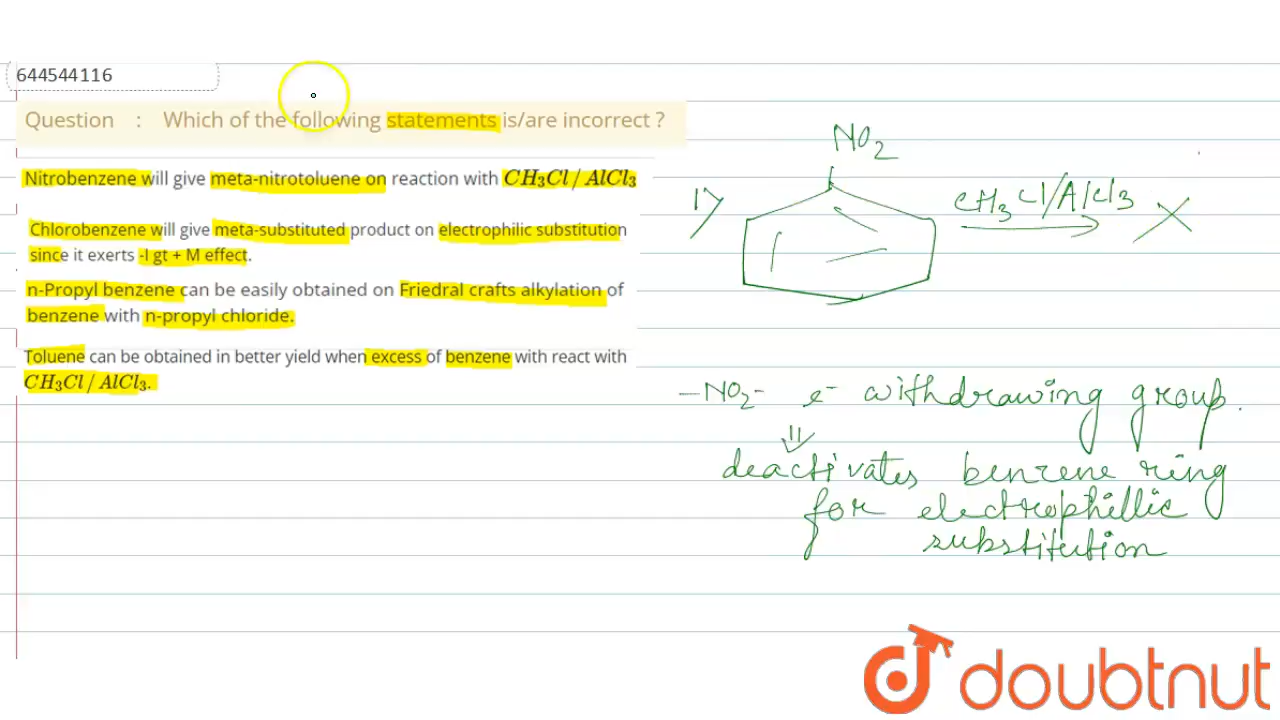 644544116
Question : Which of the following statements is/are incorrect ?
Nitrobenzene will give meta-nitrotoluene on reaction with CH₃Cl / AlCl₃
Chlorobenzene will give meta-substituted product on electrophilic substitution
since it exerts -I gt + M effect.
n-Propyl benzene can be easily obtained on Friedral crafts alkylation of
benzene with n-propyl chloride.
Toluene can be obtained in better yield when excess of benzene with react with
CH₃Cl / AlCl₃.
NO₂
1)
CH₃Cl/AlCl₃
-NO₂- e⁻ withdrawing group.
deactivates benzene ring
for electrophillic
substitution
doubtnut